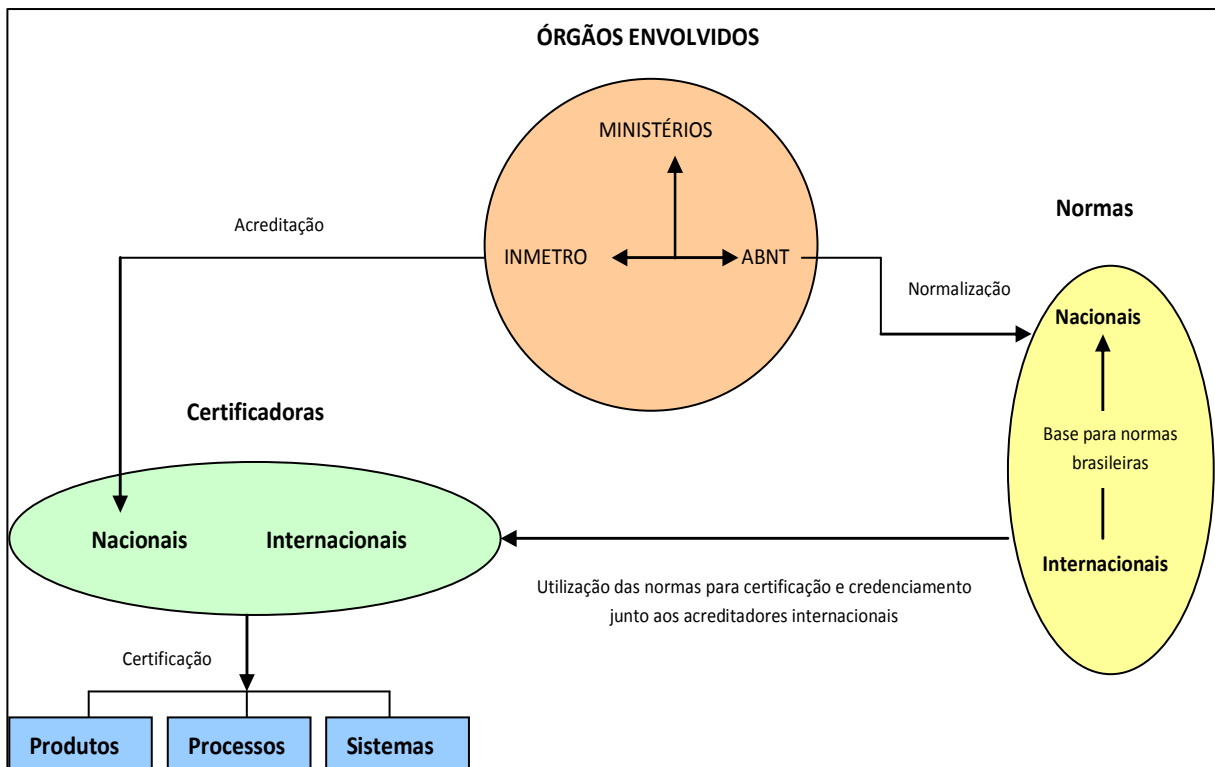 ÓRGÃOS ENVOLVIDOS
MINISTÉRIOS
INMETRO
ABNT
Acreditação
Normalização
Normas
Nacionais
Base para normas
brasileiras
Internacionais
Certificadoras
Nacionais
Internacionais
Utilização das normas para certificação e credenciamento
junto aos acreditadores internacionais
Certificação
Produtos
Processos
Sistemas